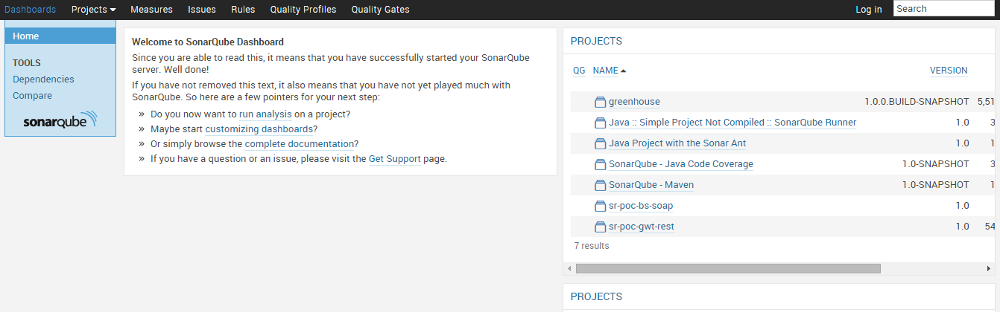 Dashboards Projects Measures Issues Rules Quality Profiles Quality Gates Log in Search
Home
TOOLS
Dependencies
Compare
sonarqube
Welcome to SonarQube Dashboard
Since you are able to read this, it means that you have successfully started your SonarQube
server. Well done!
If you have not removed this text, it also means that you have not yet played much with
SonarQube. So here are a few pointers for your next step:
» Do you now want to run analysis on a project?
» Maybe start customizing dashboards?
» Or simply browse the complete documentation?
» If you have a question or an issue, please visit the Get Support page.
PROJECTS
QG NAME VERSION
greenhouse 1.0.0.BUILD-SNAPSHOT 5,51
Java :: Simple Project Not Compiled :: SonarQube Runner 1.0 3
Java Project with the Sonar Ant 1.0 1
SonarQube - Java Code Coverage 1.0-SNAPSHOT 3
SonarQube - Maven 1.0-SNAPSHOT 1
sr-poc-bs-soap 1.0
sr-poc-gwt-rest 1.0 54
7 results
PROJECTS